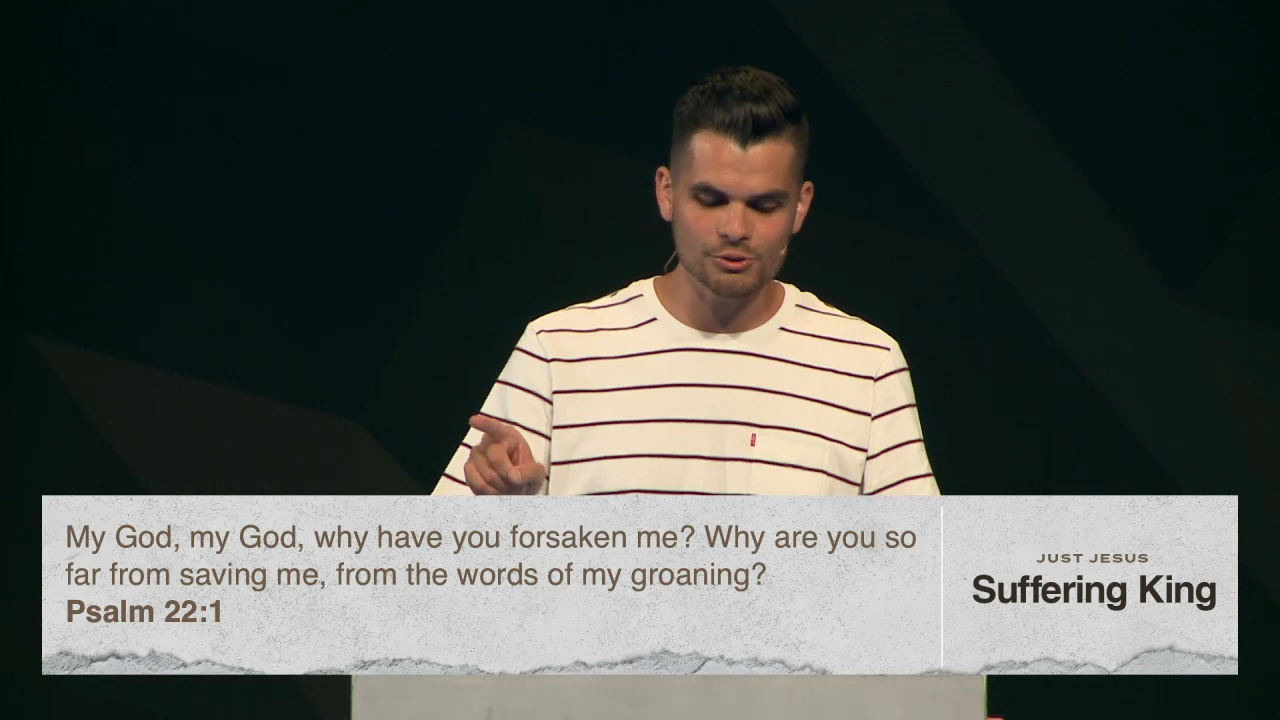 My God, my God, why have you forsaken me? Why are you so
far from saving me, from the words of my groaning?
Psalm 22:1
JUST JESUS
Suffering King